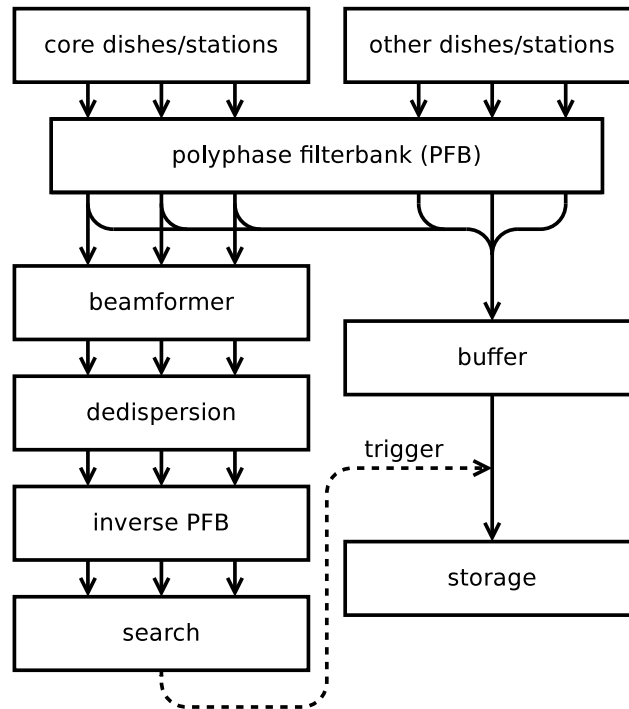 core dishes/stations
other dishes/stations
polyphase filterbank (PFB)
beamformer
buffer
dedispersion
trigger
inverse PFB
storage
search